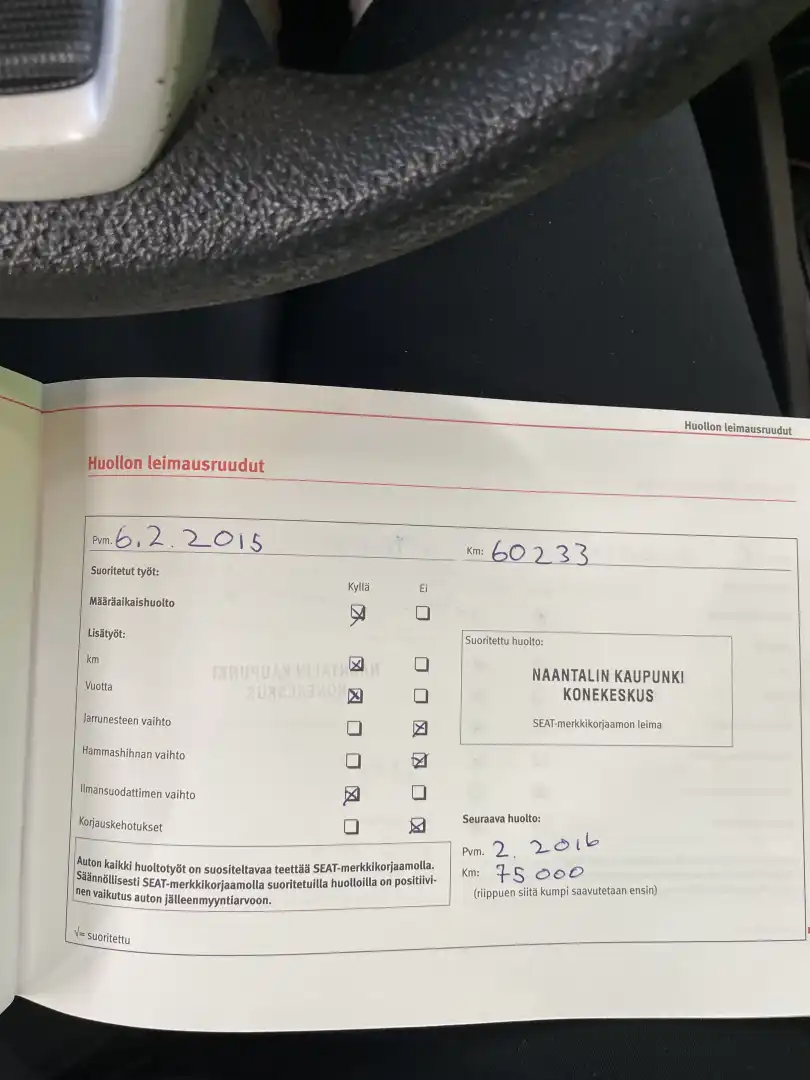 Huollon leimausruudut
Huollon leimausruudut
Pvm. 6.2.2015
Km: 60233
Suoritetut työt:
Kyllä Ei
Määräaikaishuolto
Lisätyöt:
km
Vuotta
Jarrunesteen vaihto
Hammashihnan vaihto
Ilmansuodattimen vaihto
Korjauskehotukset
Suoritettu huolto:
NAANTALIN KAUPUNKI
KONEKESKUS
SEAT-merkkikorjaamon leima
Seuraava huolto:
Pvm. 2. 2016
Km: 75 000
(riippuen siitä kumpi saavutetaan ensin)
Auton kaikki huoltotyöt on suositeltavaa teettää SEAT-merkkikorjaamolla.
Säännöllisesti SEAT-merkkikorjaamolla suoritetuilla huolloilla on positiivi-
nen vaikutus auton jälleenmyyntiarvoon.
√= suoritettu